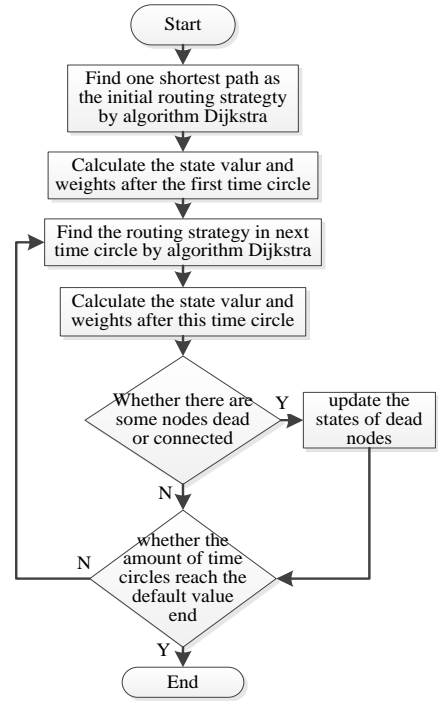 Start
Find one shortest path as
the initial routing strategty
by algorithm Dijkstra
Calculate the state valur and
weights after the first time circle
Find the routing strategy in next
time circle by algorithm Dijkstra
Calculate the state valur and
weights after this time circle
Whether there are
some nodes dead
or connected
Y
update the
states of dead
nodes
N
whether the
amount of time
circles reach the
default value
end
N
Y
End